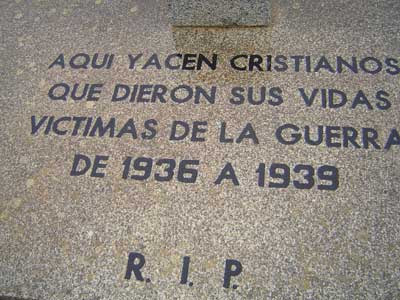 AQUI YACEN CRISTIANOS
QUE DIERON SUS VIDAS
VICTIMAS DE LA GUERRA
DE 1936 A 1939
R. I. P.